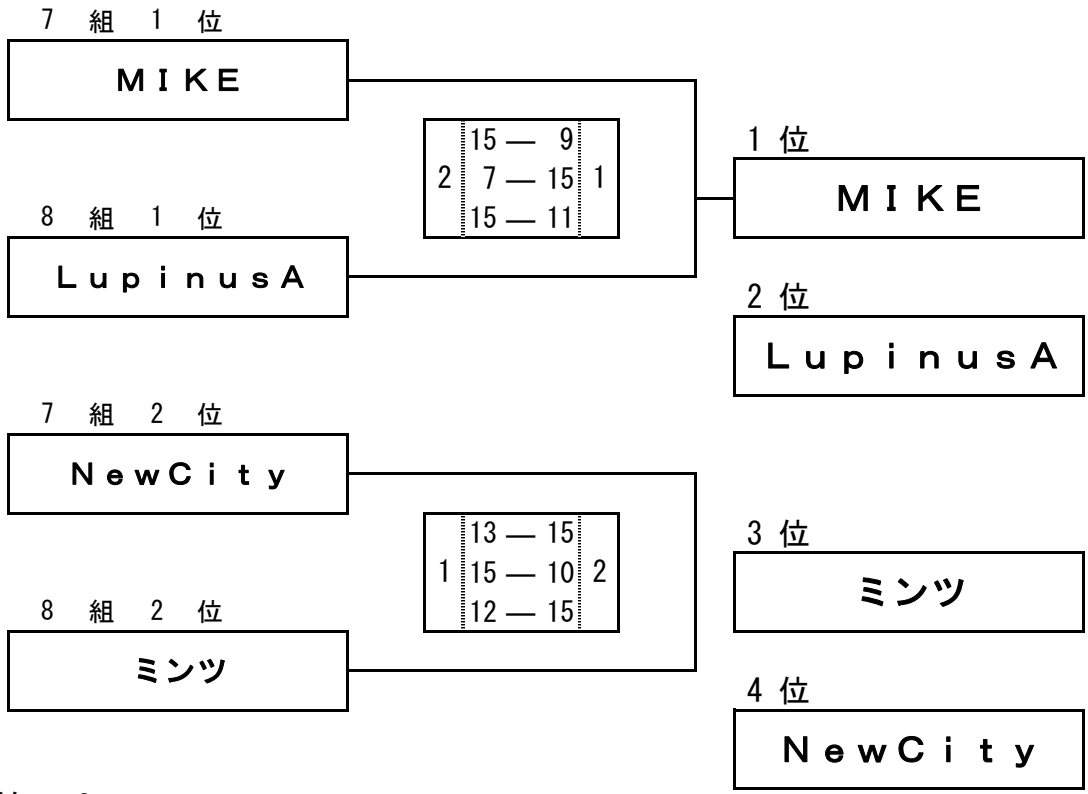 7 組 1 位
MIKE
15 ― 9
2 7 ― 15 1
15 ― 11
8 組 1 位
LupinusA
1 位
MIKE
2 位
LupinusA
7 組 2 位
NewCity
13 ― 15
1 15 ― 10 2
12 ― 15
8 組 2 位
ミンツ
3 位
ミンツ
4 位
NewCity